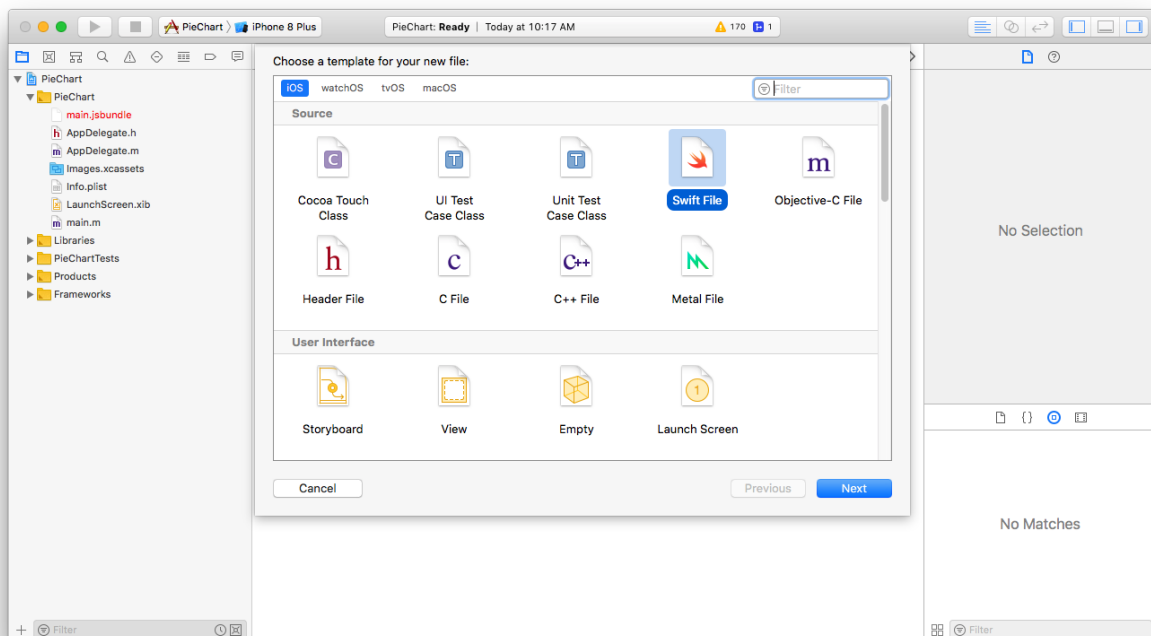 PieChart iPhone 8 Plus
PieChart: Ready | Today at 10:17 AM
170
1
PieChart
PieChart
main.jsbundle
h AppDelegate.h
m AppDelegate.m
Images.xcassets
Info.plist
LaunchScreen.xib
m main.m
Libraries
PieChartTests
Products
Frameworks
Filter
Choose a template for your new file:
iOS watchOS tvOS macOS
Filter
Source
C T T m
Cocoa Touch
Class
UI Test
Case Class
Unit Test
Case Class
Swift File
Objective-C File
h c C++
Header File
C File
C++ File
Metal File
User Interface
1
Storyboard
View
Empty
Launch Screen
Cancel
Previous
Next
No Selection
{ }
No Matches
Filter